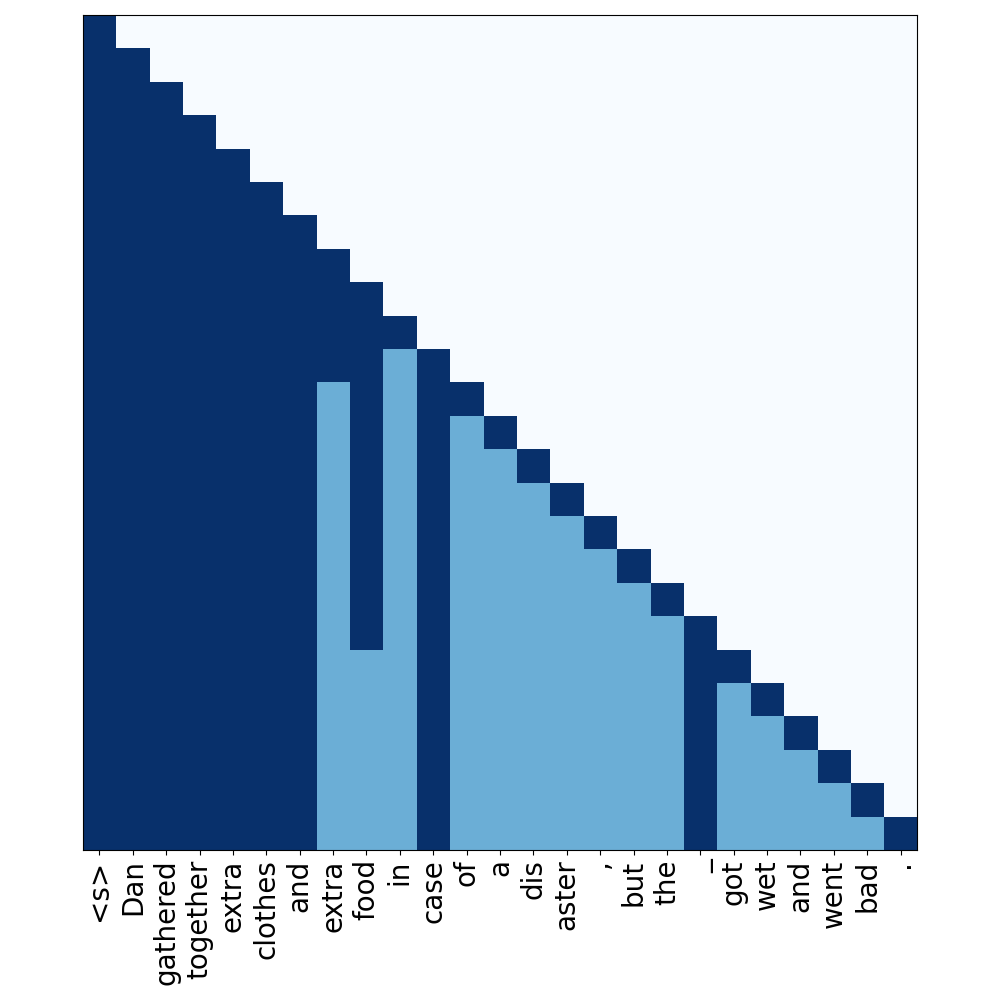 <s> Dan gathered together extra clothes and extra food in case of a dis aster , but the _ got wet and went bad .